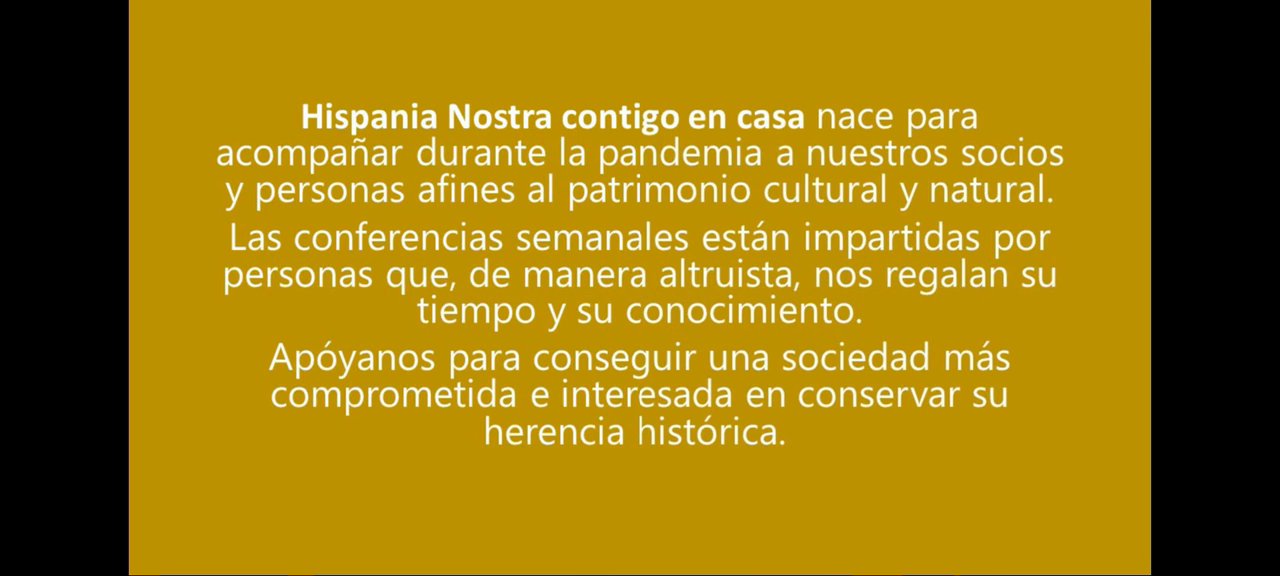 Hispania Nostra contigo en casa nace para
acompañar durante la pandemia a nuestros socios
y personas afines al patrimonio cultural y natural.
Las conferencias semanales están impartidas por
personas que, de manera altruista, nos regalan su
tiempo y su conocimiento.
Apóyanos para conseguir una sociedad más
comprometida e interesada en conservar su
herencia histórica.